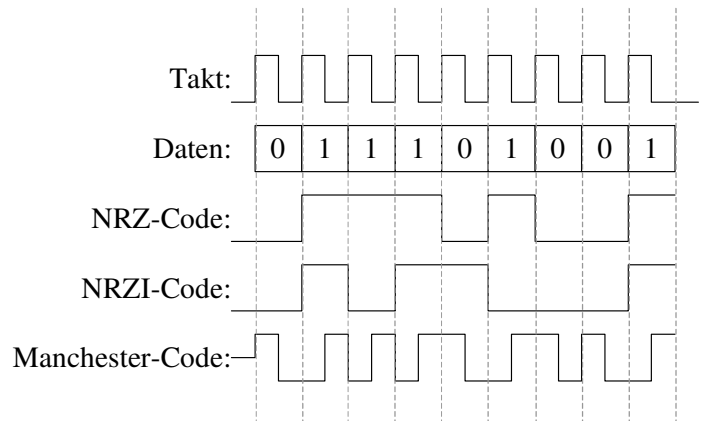 Takt:
Daten: 0 1 1 1 0 1 0 0 1
NRZ-Code:
NRZI-Code:
Manchester-Code: